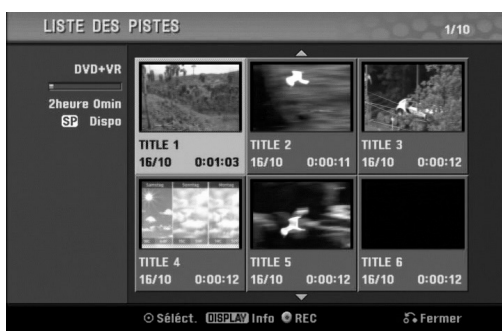 LISTE DES PISTES
1/10
DVD+VR
2heure 0min
SP Dispo
TITLE 1
16/10 0:01:03
TITLE 2
16/10 0:00:11
TITLE 3
16/10 0:00:12
Samstag Sonntag Montag
TITLE 4
16/10 0:00:12
TITLE 5
16/10 0:00:12
TITLE 6
16/10 0:00:12
Séléct. DISPLAY Info REC
Fermer